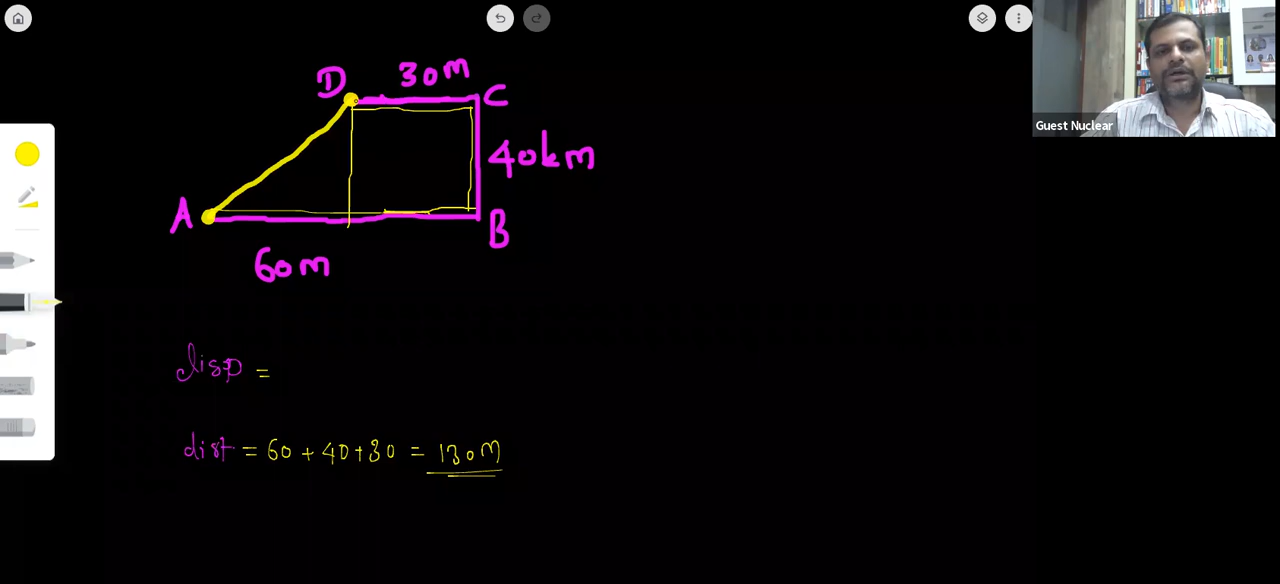 D 30m C
40km
A B
60m
disp =
dist = 60 + 40 + 30 = 130m
Guest Nuclear